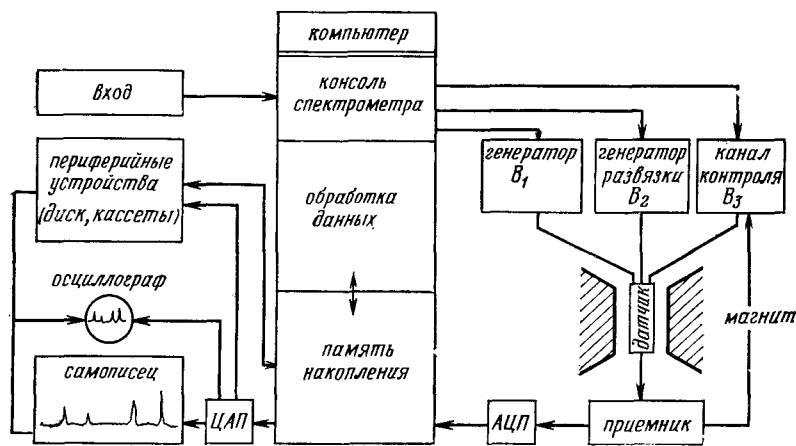 компьютер
вход
консоль
спектрометра
периферийные
устройства
(диск, кассеты)
обработка
данных
генератор
B1
генератор
развязки
B2
канал
контроля
B3
осциллограф
датчик
магнит
самописец
ЦАП
память
накопления
АЦП
приемник